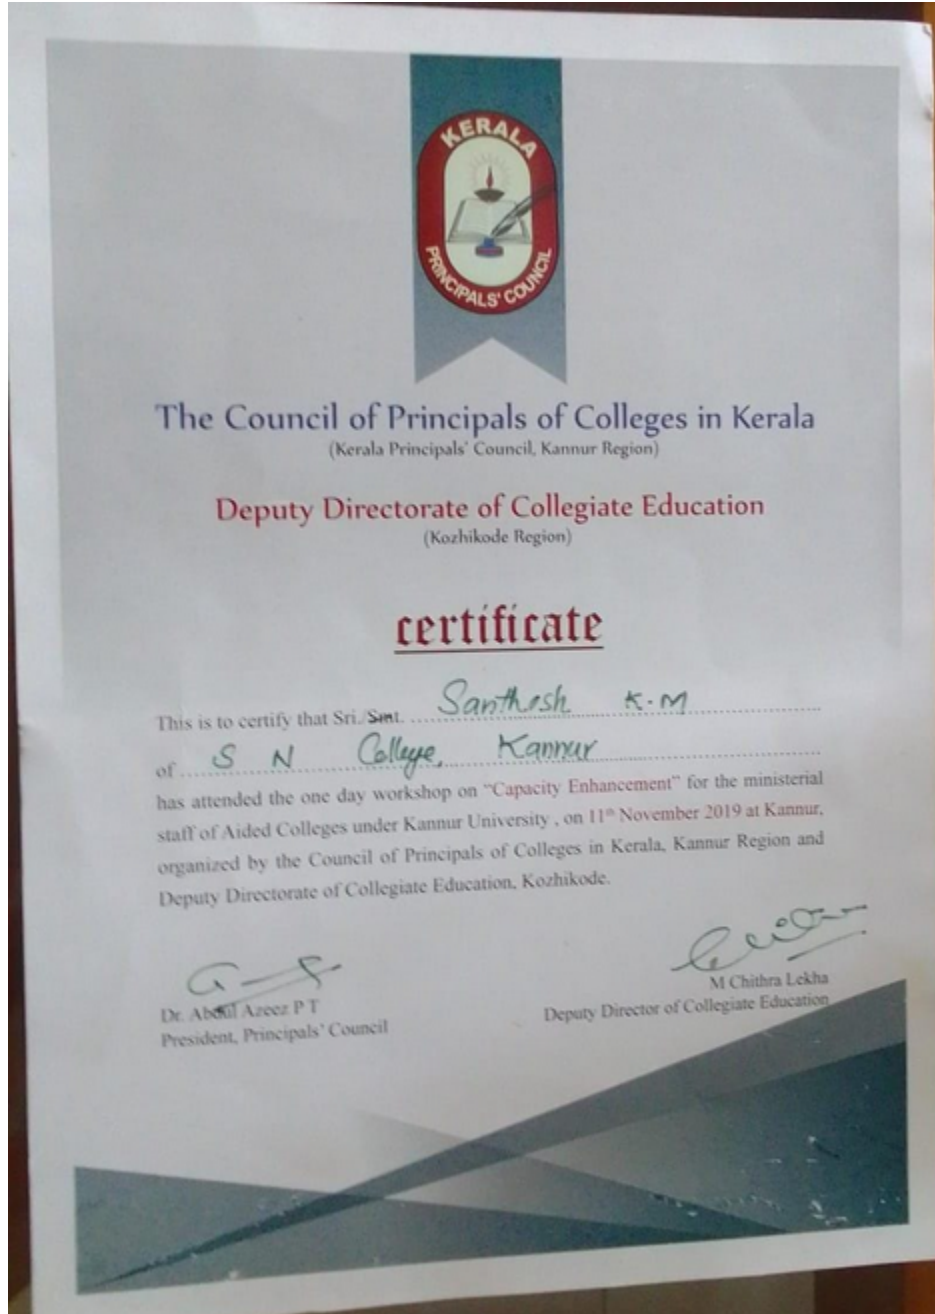 KERALA
PRINCIPALS' COUNCIL
The Council of Principals of Colleges in Kerala
(Kerala Principals' Council, Kannur Region)
Deputy Directorate of Collegiate Education
(Kozhikode Region)
certificate
This is to certify that Sri./Smt. Santhosh K.M
of S N College, Kannur
has attended the one day workshop on "Capacity Enhancement" for the ministerial
staff of Aided Colleges under Kannur University , on 11th November 2019 at Kannur,
organized by the Council of Principals of Colleges in Kerala, Kannur Region and
Deputy Directorate of Collegiate Education, Kozhikode.
Dr. Abdul Azeez P T
President, Principals' Council
M Chithra Lekha
Deputy Director of Collegiate Education